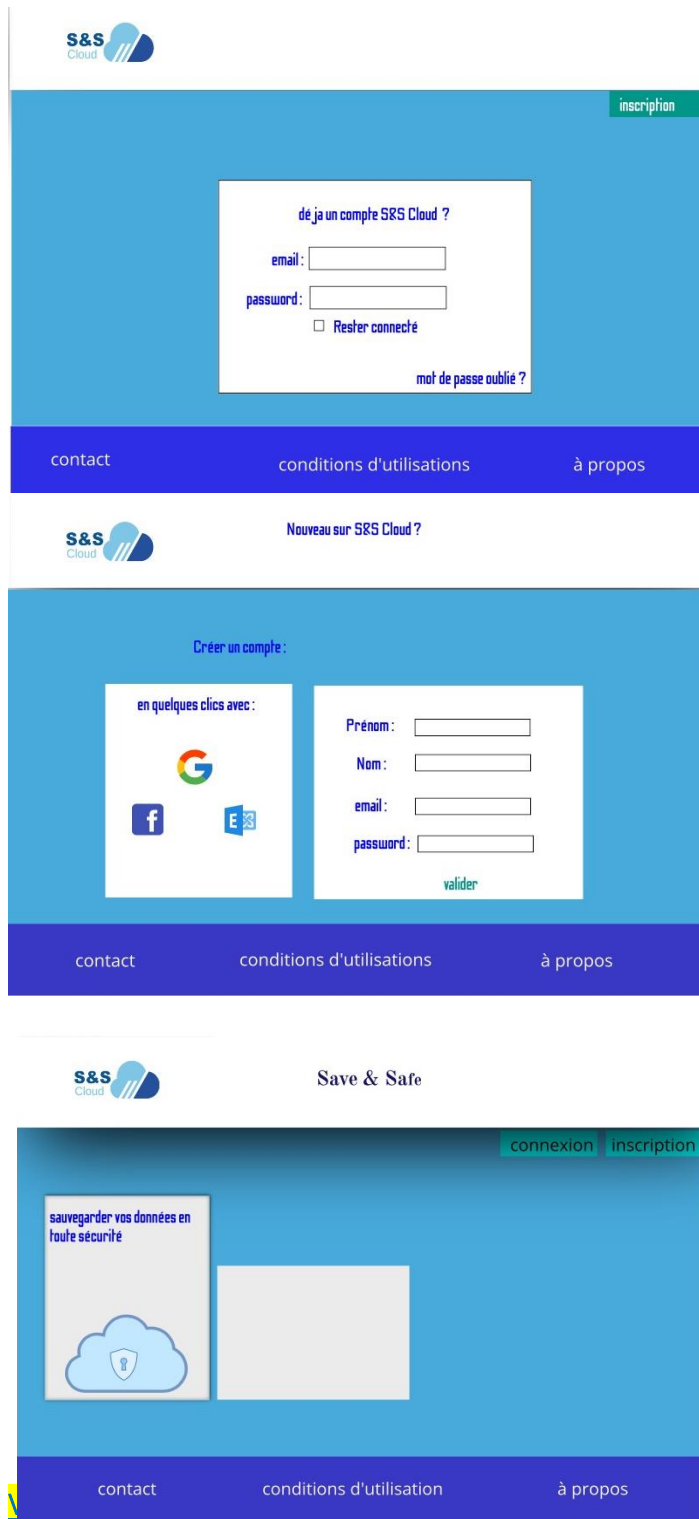 S&S
Cloud
inscription
dé ja un compte S&S Cloud ?
email :
password :
Rester connecté
mot de passe oublié ?
contact conditions d'utilisations à propos
S&S
Cloud
Nouveau sur S&S Cloud ?
Créer un compte :
en quelques clics avec :
G
f
E
Prénom :
Nom :
email :
password :
valider
contact conditions d'utilisations à propos
S&S
Cloud
Save & Safe
connexion inscription
sauvegarder vos données en
toute sécurité
contact conditions d'utilisation à propos